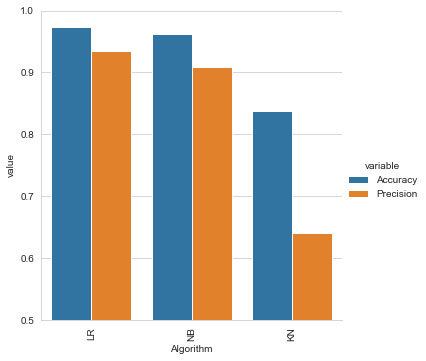 1.0
0.9
0.8
0.7
0.6
0.5
value
LR
NB
KN
Algorithm
variable
Accuracy
Precision